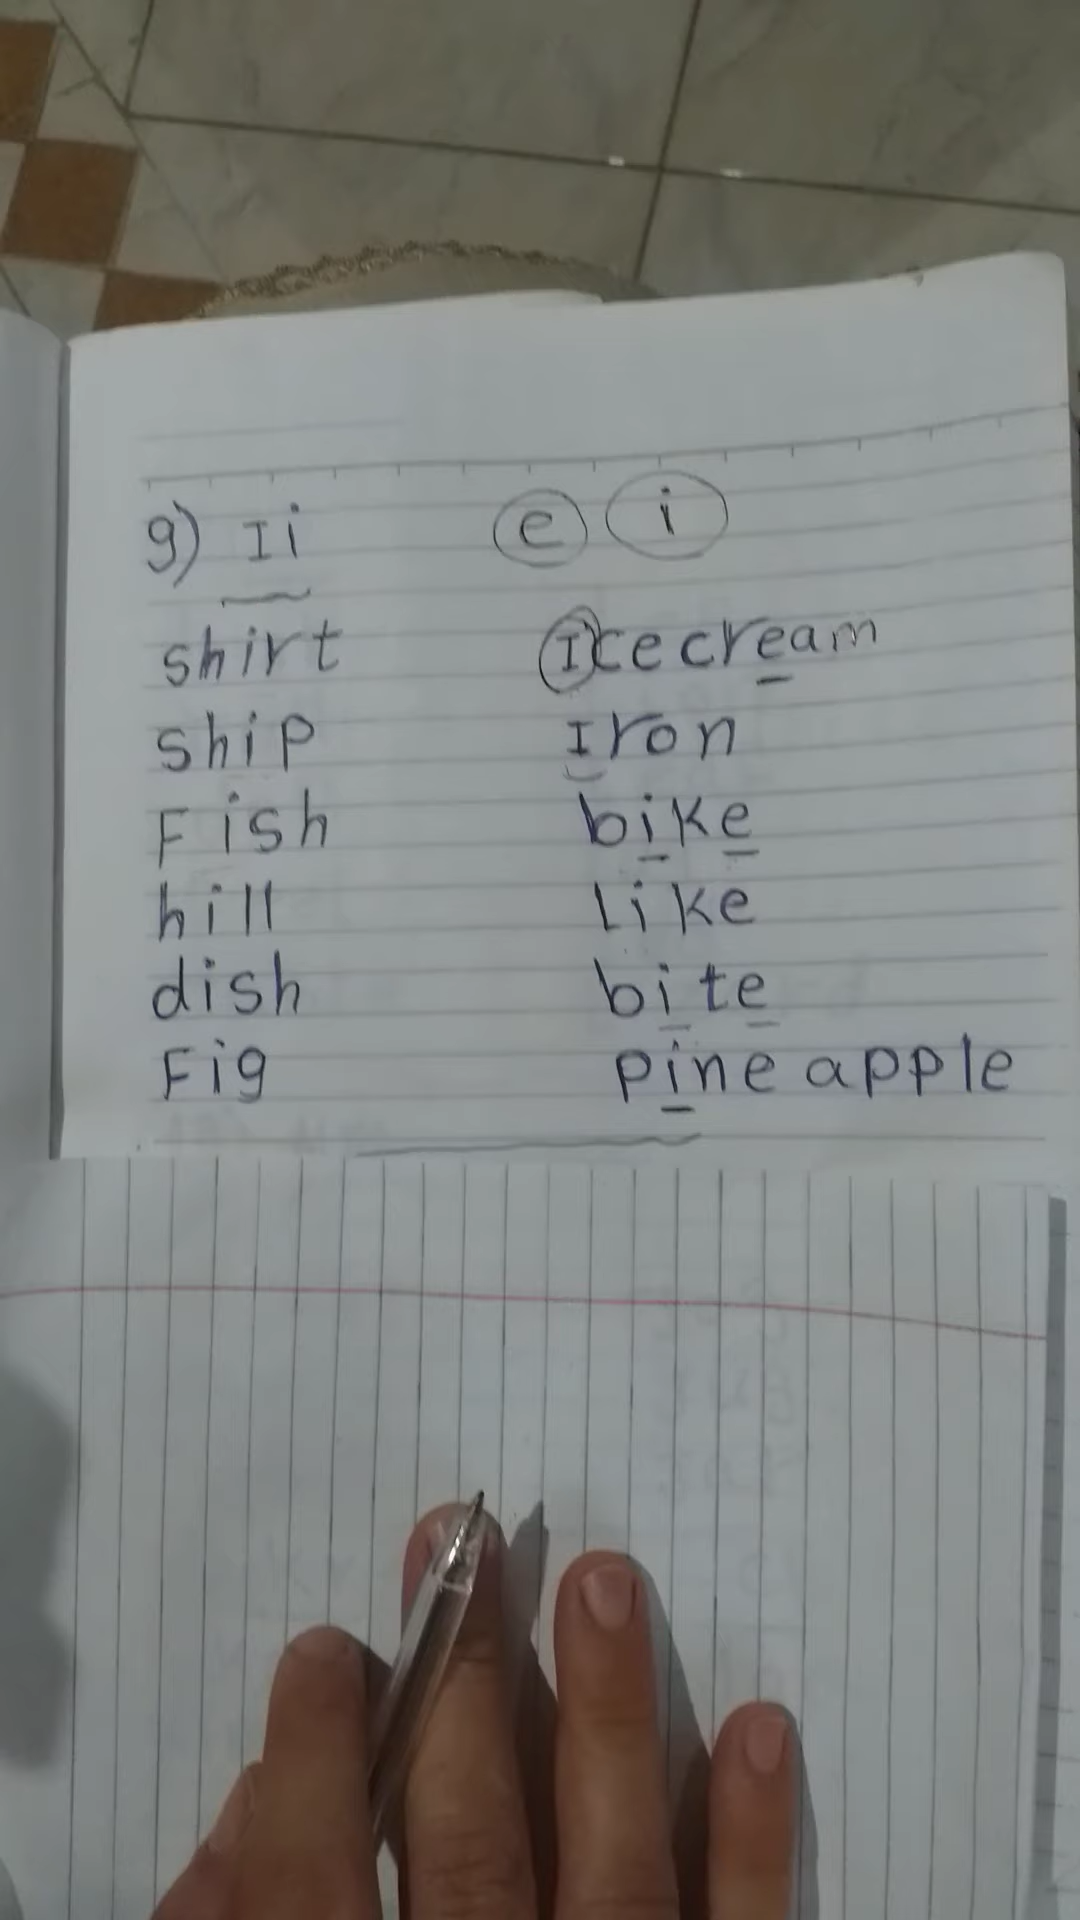 9) Ii e i
shirt Icecream
ship Iron
Fish bike
hill Like
dish bite
Fig pineapple